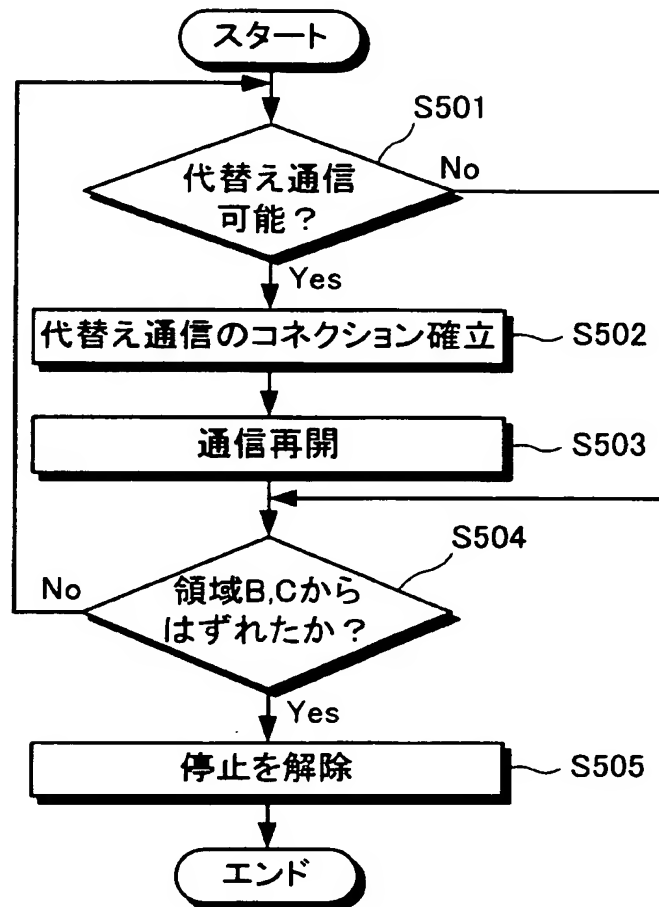 スタート
S501
No
代替え通信
可能？
Yes
代替え通信のコネクション確立
S502
通信再開
S503
S504
No
領域B,Cから
はずれたか？
Yes
停止を解除
S505
エンド